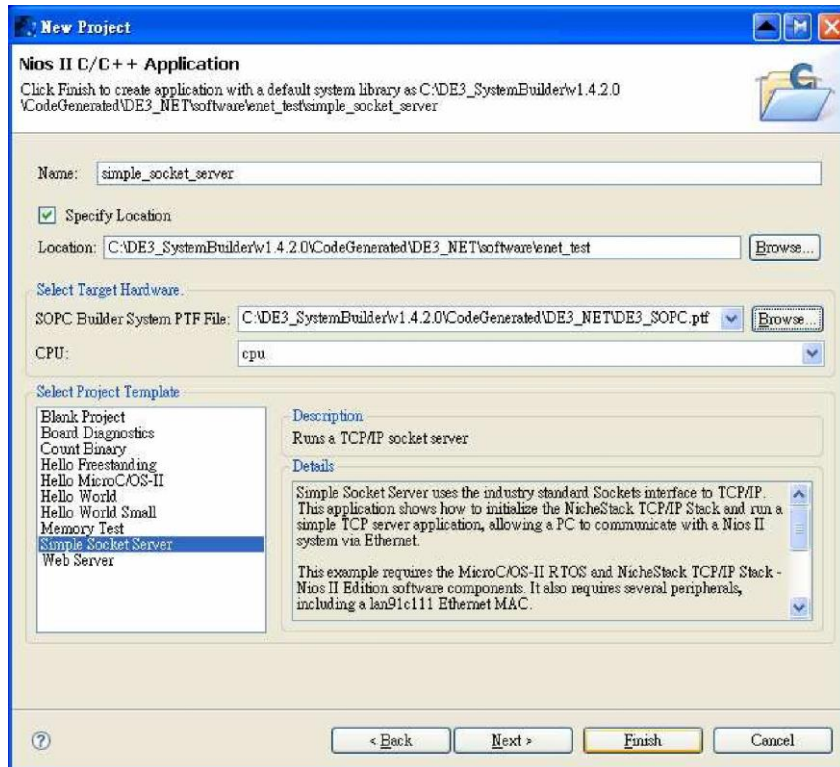 New Project
Nios II C/C++ Application
Click Finish to create application with a default system library as C:\DE3_SystemBuilder\v1.4.2.0
\CodeGenerated\DE3_NET\software\enet_test\simple_socket_server
Name: simple_socket_server
Specify Location
Location: C:\DE3_SystemBuilder\v1.4.2.0\CodeGenerated\DE3_NET\software\enet_test Browse...
Select Target Hardware.
SOPC Builder System PTF File: C:\DE3_SystemBuilder\v1.4.2.0\CodeGenerated\DE3_NET\DE3_SOPC.ptf Browse...
CPU: cpu
Select Project Template
Blank Project
Board Diagnostics
Count Binary
Hello Freestanding
Hello MicroC/OS-II
Hello World
Hello World Small
Memory Test
Simple Socket Server
Web Server
Description
Runs a TCP/IP socket server
Details
Simple Socket Server uses the industry standard Sockets interface to TCP/IP.
This application shows how to initialize the NicheStack TCP/IP Stack and run a
simple TCP server application, allowing a PC to communicate with a Nios II
system via Ethernet.
This example requires the MicroC/OS-II RTOS and NicheStack TCP/IP Stack -
Nios II Edition software components. It also requires several peripherals,
including a lan91c111 Ethernet MAC.
< Back Next > Finish Cancel